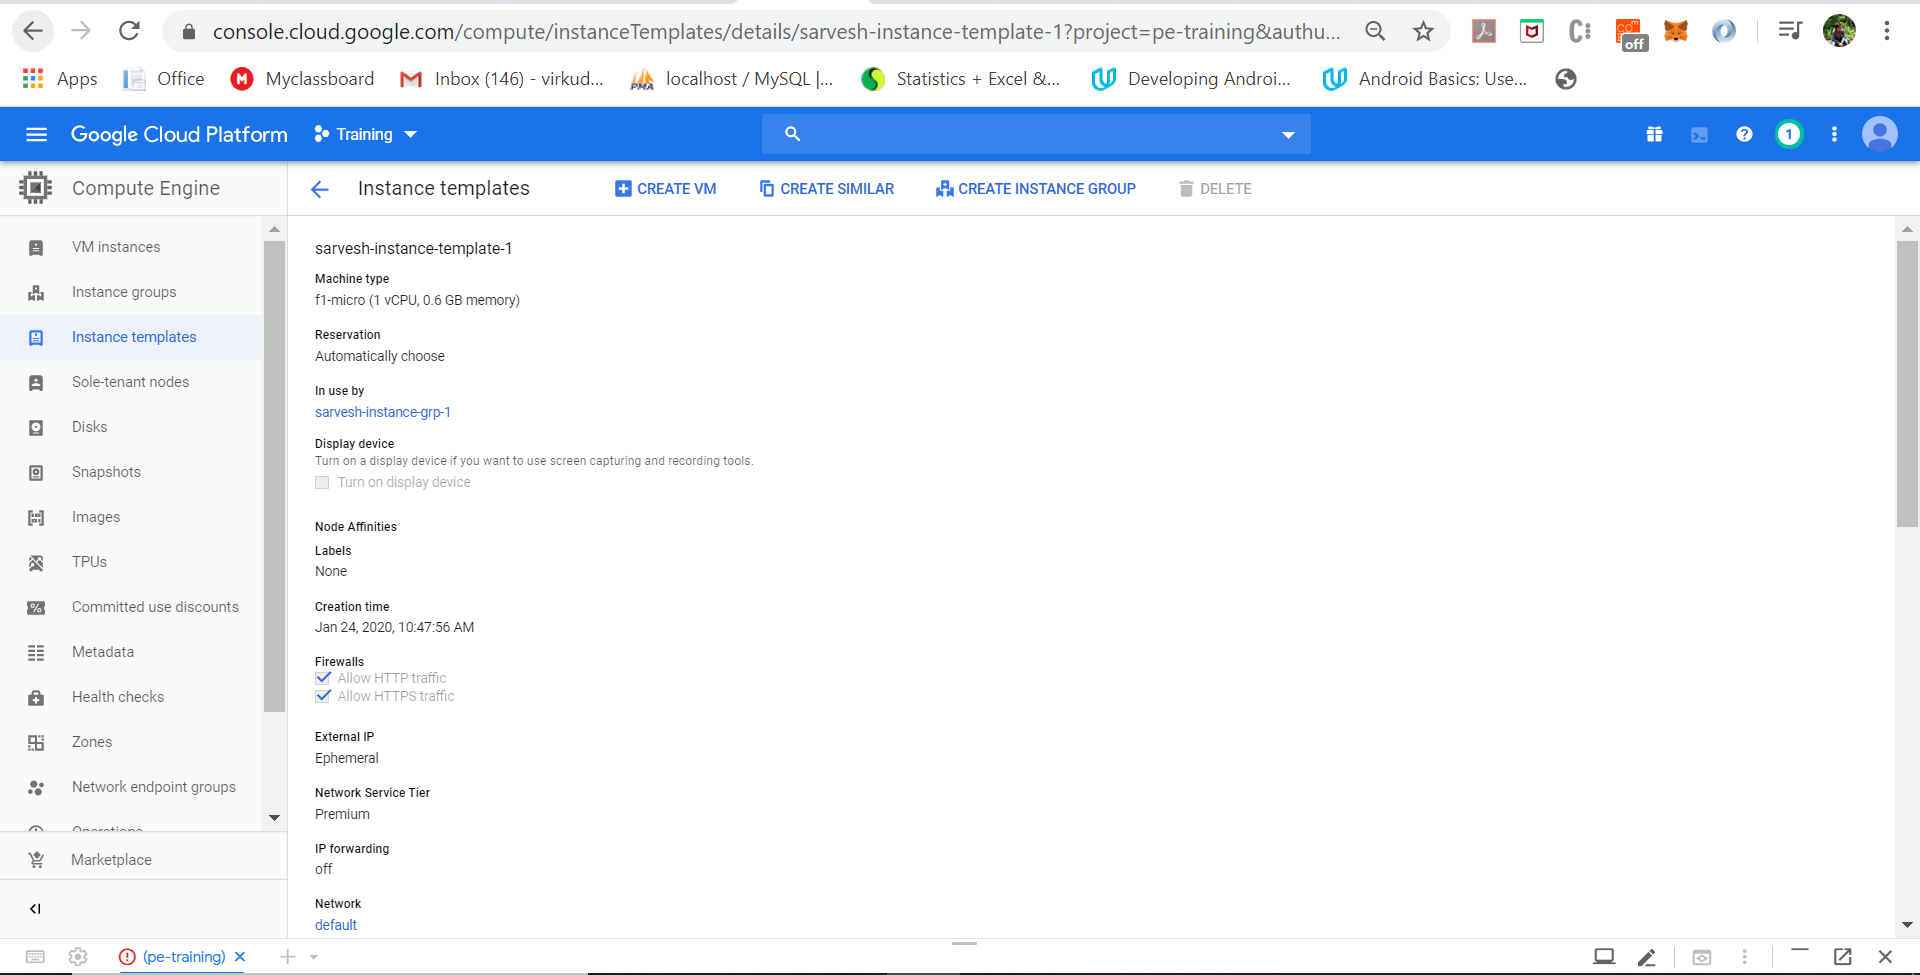 console.cloud.google.com/compute/instanceTemplates/details/sarvesh-instance-template-1?project=pe-training&authu...
off
Apps
Office
Myclassboard
Inbox (146) - virkud...
localhost / MySQL |...
Statistics + Excel &...
Developing Androi...
Android Basics: Use...
Google Cloud Platform
Training
1
Compute Engine
Instance templates
CREATE VM
CREATE SIMILAR
CREATE INSTANCE GROUP
DELETE
VM instances
Instance groups
Instance templates
Sole-tenant nodes
Disks
Snapshots
Images
TPUs
Committed use discounts
Metadata
Health checks
Zones
Network endpoint groups
Operations
Marketplace
sarvesh-instance-template-1
Machine type
f1-micro (1 vCPU, 0.6 GB memory)
Reservation
Automatically choose
In use by
sarvesh-instance-grp-1
Display device
Turn on a display device if you want to use screen capturing and recording tools.
Turn on display device
Node Affinities
Labels
None
Creation time
Jan 24, 2020, 10:47:56 AM
Firewalls
Allow HTTP traffic
Allow HTTPS traffic
External IP
Ephemeral
Network Service Tier
Premium
IP forwarding
off
Network
default
(pe-training)